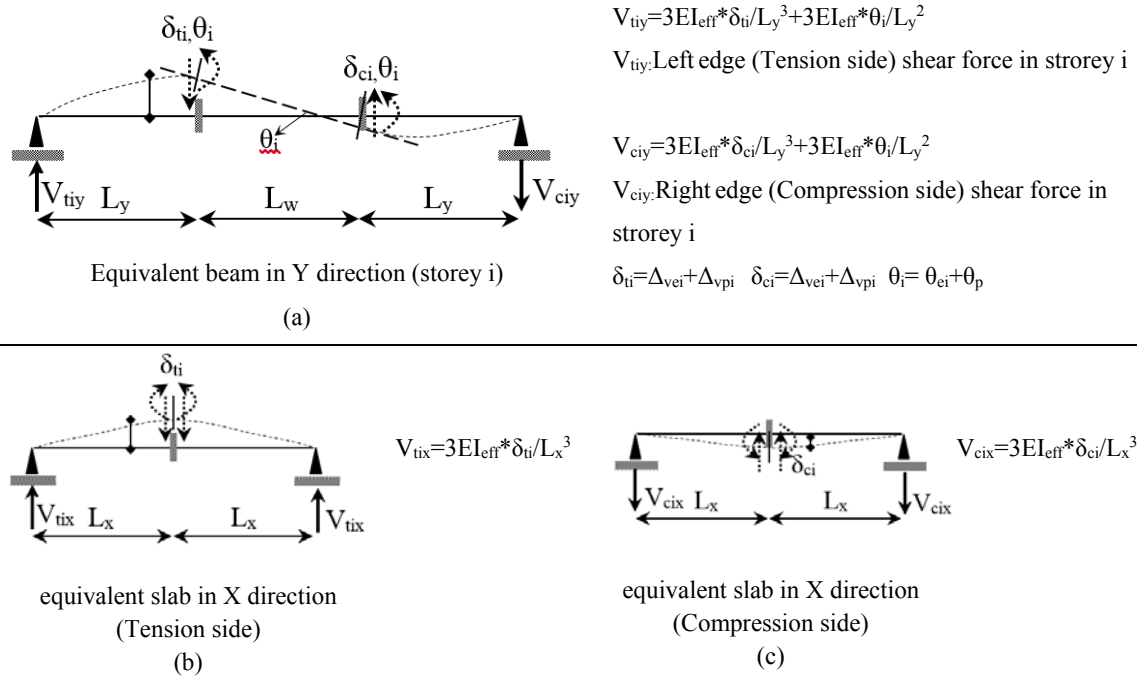 δti,θi
δci,θi
θi
Vtiy
Vciy
Ly
Lw
Ly
Equivalent beam in Y direction (storey i)
(a)
Vtiy=3EIeff*δti/Ly³+3EIeff*θi/Ly²
Vtiy:Left edge (Tension side) shear force in strorey i
Vciy=3EIeff*δci/Ly³+3EIeff*θi/Ly²
Vciy:Right edge (Compression side) shear force in
strorey i
δti=Δvei+Δvpi δci=Δvei+Δvpi θi= θei+θp
δti
Vtix
Lx
Lx
Vtix
Vtix=3EIeff*δti/Lx³
equivalent slab in X direction
(Tension side)
(b)
δci
Vcix
Lx
Lx
Vcix
Vcix=3EIeff*δci/Lx³
equivalent slab in X direction
(Compression side)
(c)